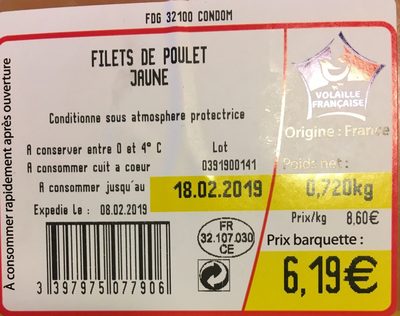 FDG 32100 CONDOM
FILETS DE POULET
JAUNE
VOLAILLE
FRANÇAISE
Conditionne sous atmosphere protectrice
Origine : France
A conserver entre 0 et 4° C
Lot
A consommer cuit a coeur
0391900141
Poids net :
A consommer jusqu'au
18.02.2019
0,720kg
Expedie Le : 08.02.2019
Prix/kg 8,60€
FR
32.107.030
CE
Prix barquette :
6,19€
3 397975 077906
A consommer rapidement après ouverture